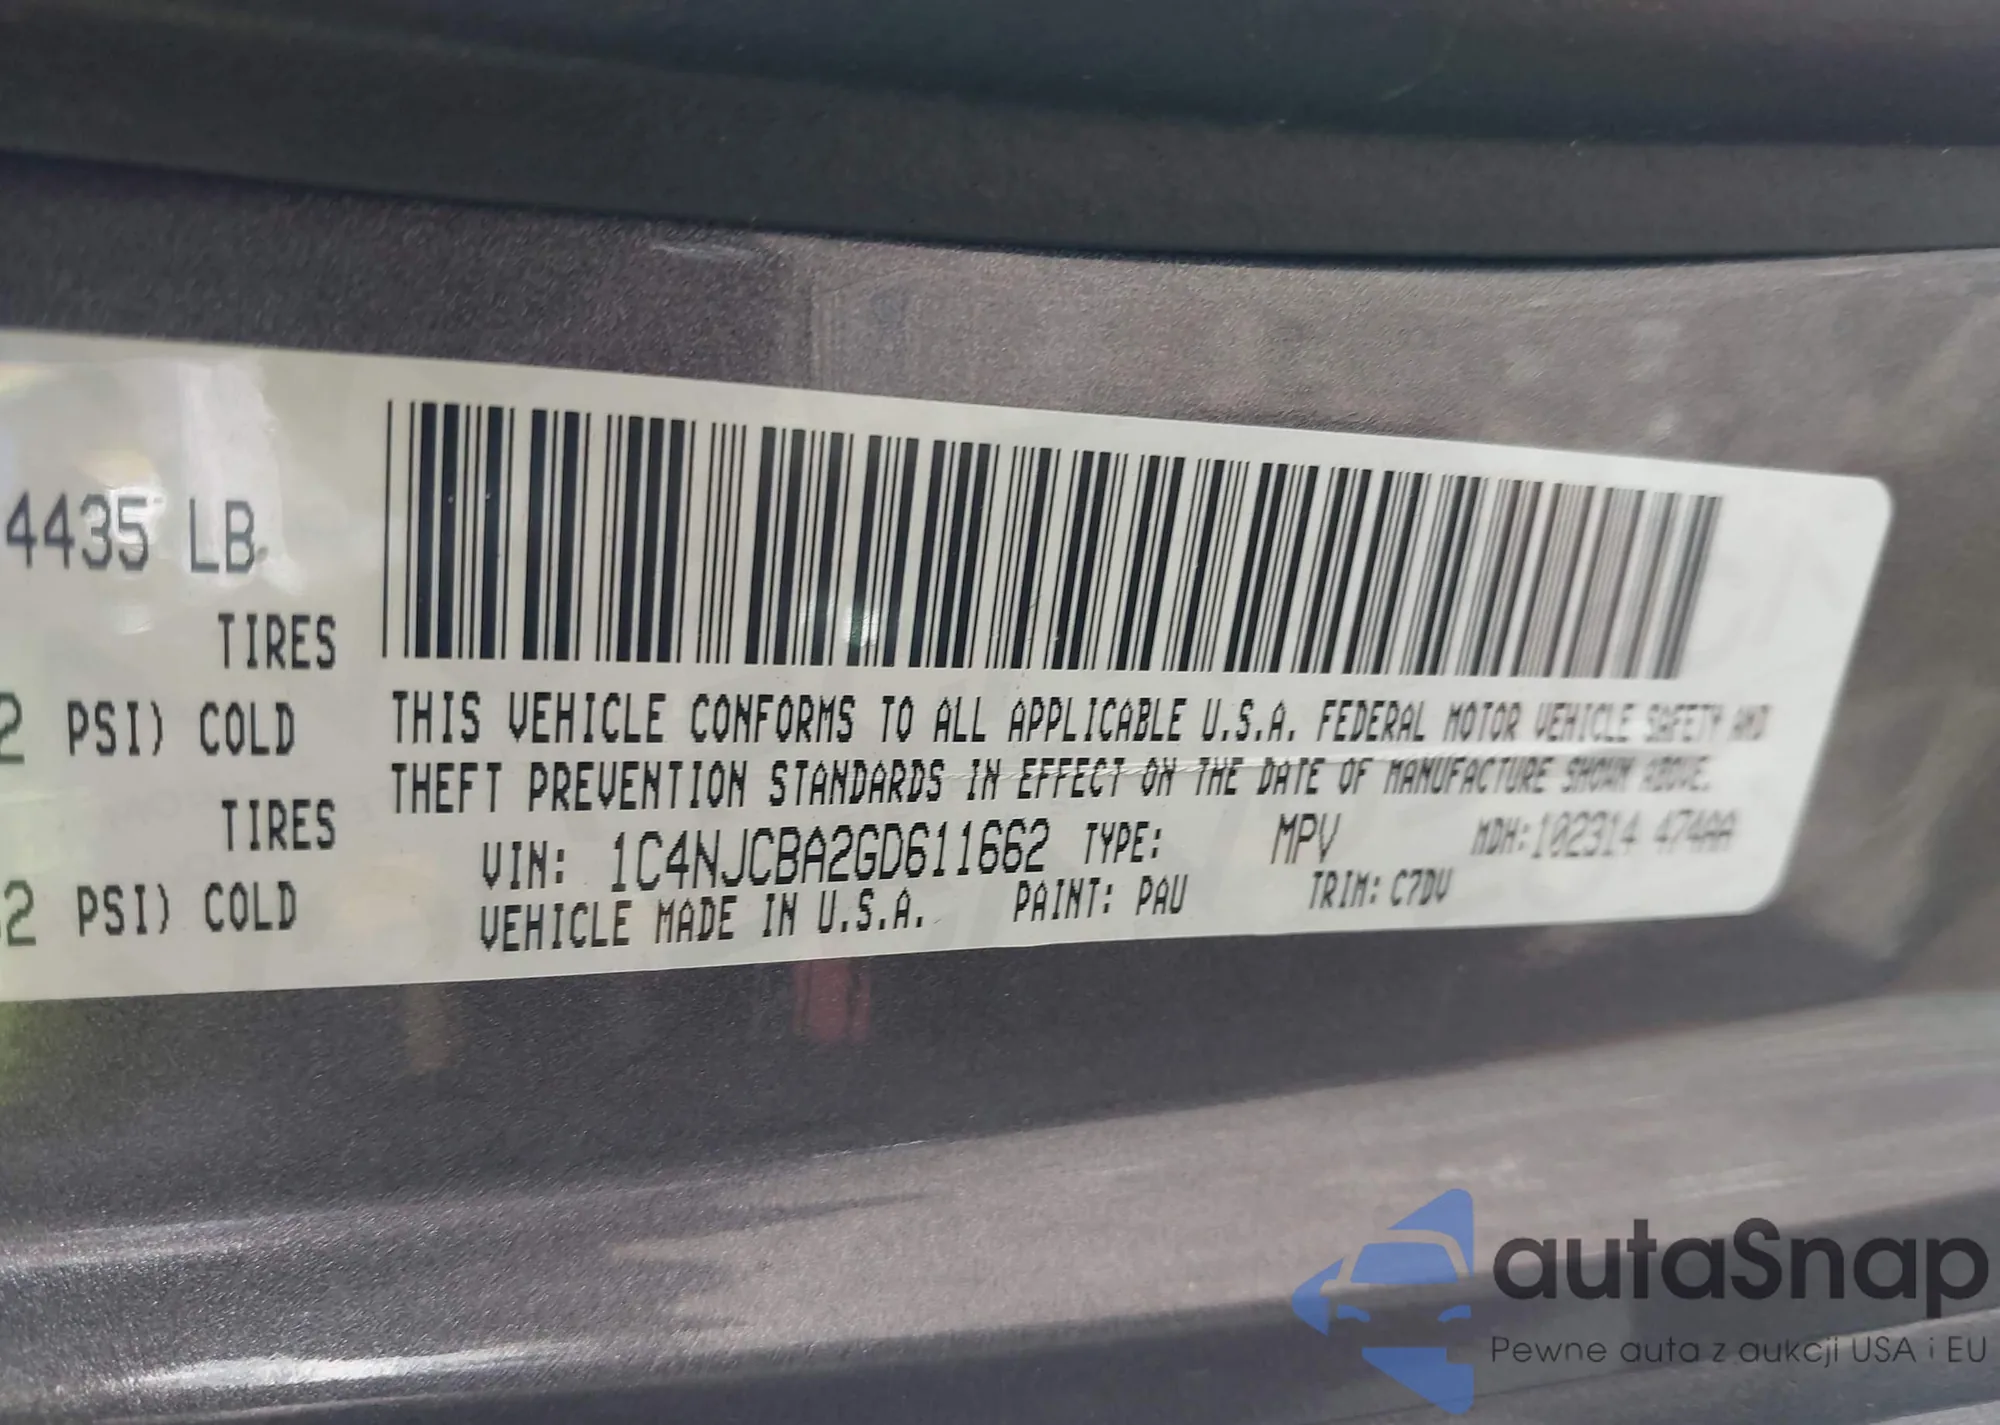 4435 LB
TIRES
2 PSI) COLD
TIRES
2 PSI) COLD
THIS VEHICLE CONFORMS TO ALL APPLICABLE U.S.A. FEDERAL MOTOR VEHICLE SAFETY AND
THEFT PREVENTION STANDARDS IN EFFECT ON THE DATE OF MANUFACTURE SHOWN ABOVE.
VIN: 1C4NJCBA2GD611662 TYPE: MPV MDH:102314 474AA
VEHICLE MADE IN U.S.A. PAINT: PAU TRIM: C7DV
autaSnap
Pewne auta z aukcji USA i EU